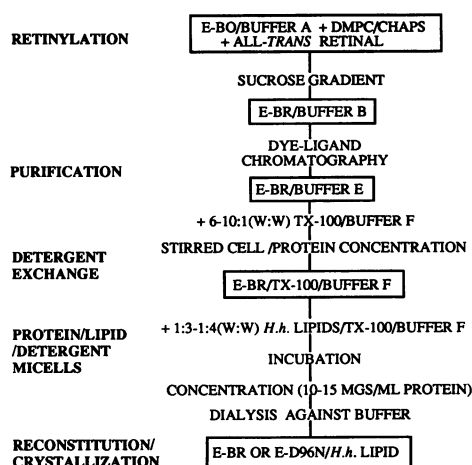 RETINYLATION
E-BO/BUFFER A + DMPC/CHAPS
+ ALL-TRANS RETINAL
SUCROSE GRADIENT
E-BR/BUFFER B
DYE-LIGAND
CHROMATOGRAPHY
PURIFICATION
E-BR/BUFFER E
+ 6-10:1(W:W) TX-100/BUFFER F
STIRRED CELL /PROTEIN CONCENTRATION
DETERGENT
EXCHANGE
E-BR/TX-100/BUFFER F
PROTEIN/LIPID
/DETERGENT
MICELLS
+ 1:3-1:4(W:W) H.h. LIPIDS/TX-100/BUFFER F
INCUBATION
CONCENTRATION (10-15 MGS/ML PROTEIN)
DIALYSIS AGAINST BUFFER
RECONSTITUTION/
CRYSTALLIZATION
E-BR OR E-D96N/H.h. LIPID